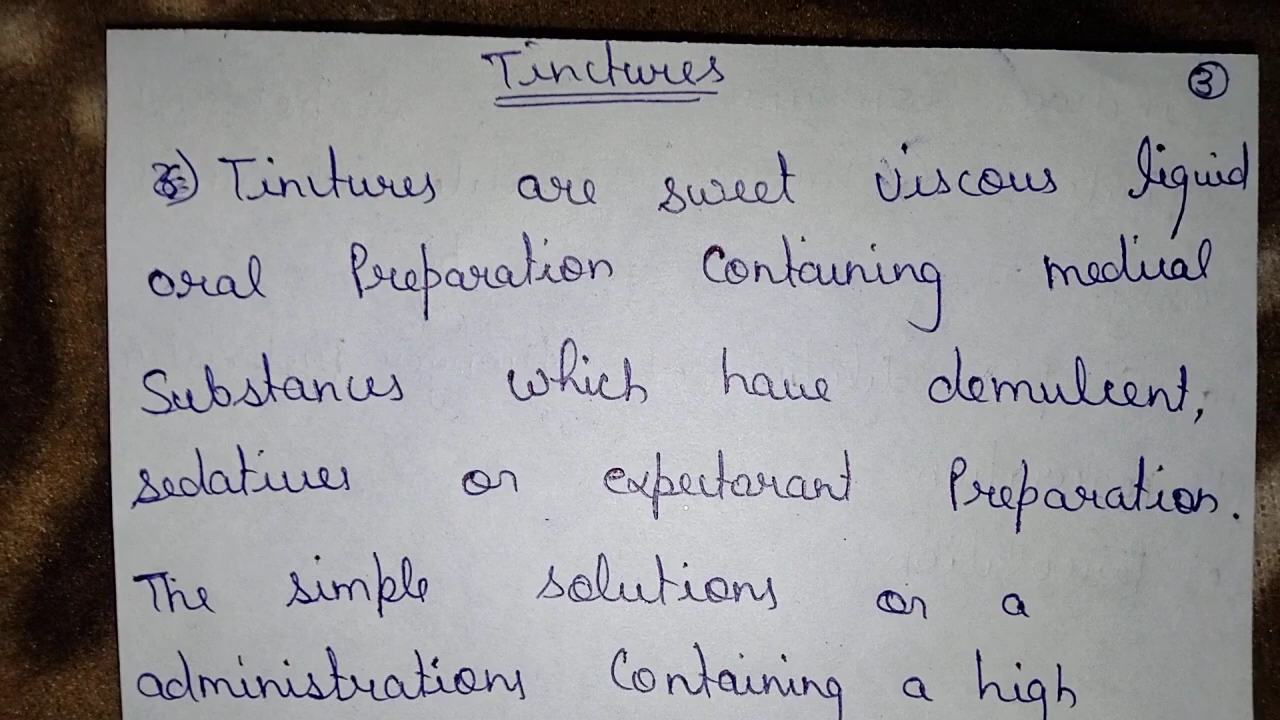 Tinctures
3
Tinctures are sweet viscous liquid
oral Preparation Containing medical
Substances which have demulcent,
sedatives or expectorant Preparation.
The simple solutions or a
administrations Containing a high